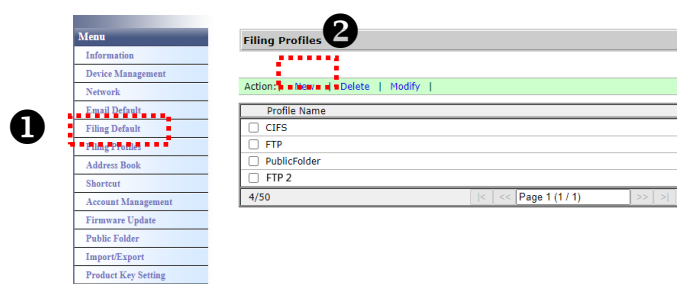 ❷
Menu
Filing Profiles
Information
Device Management
Action: | New | Delete | Modify |
Network
Email Default
Profile Name
❶
Filing Default
CIFS
Filing Profiles
FTP
Address Book
PublicFolder
Shortcut
FTP 2
Account Management
4/50 |< << Page 1 (1 / 1) >> >|
Firmware Update
Public Folder
Import/Export
Product Key Setting